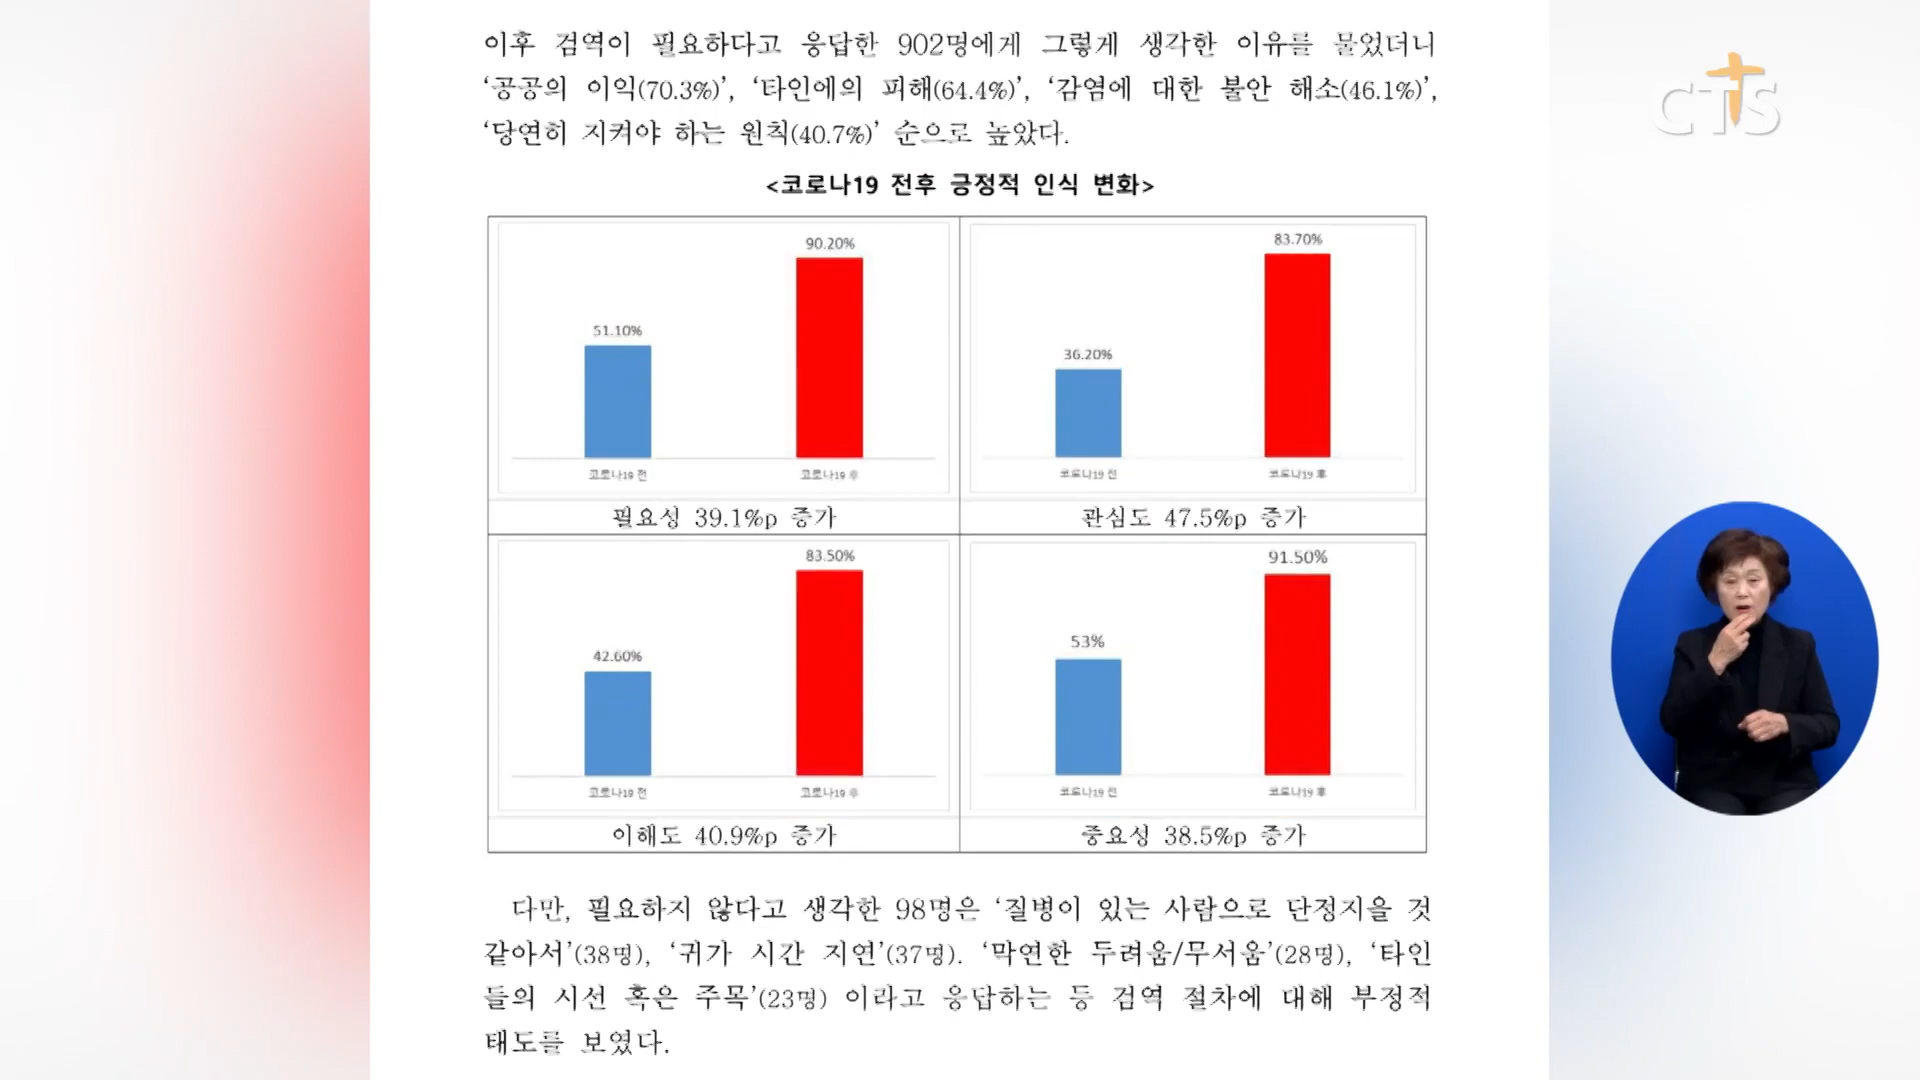 이후 검역이 필요하다고 응답한 902명에게 그렇게 생각한 이유를 물었더니
‘공공의 이익(70.3%)’, ‘타인에의 피해(64.4%)’, ‘감염에 대한 불안 해소(46.1%)’,
‘당연히 지켜야 하는 원칙(40.7%)’ 순으로 높았다.
CTS
<코로나19 전후 긍정적 인식 변화>
90.20%
51.10%
코로나19 전
코로나19 후
필요성 39.1%p 증가
83.70%
36.20%
코로나19 전
코로나19 후
관심도 47.5%p 증가
83.50%
42.60%
코로나19 전
코로나19 후
이해도 40.9%p 증가
91.50%
53%
코로나19 전
코로나19 후
중요성 38.5%p 증가
다만, 필요하지 않다고 생각한 98명은 ‘질병이 있는 사람으로 단정지을 것
같아서’(38명), ‘귀가 시간 지연’(37명). ‘막연한 두려움/무서움’(28명), ‘타인
들의 시선 혹은 주목’(23명) 이라고 응답하는 등 검역 절차에 대해 부정적
태도를 보였다.